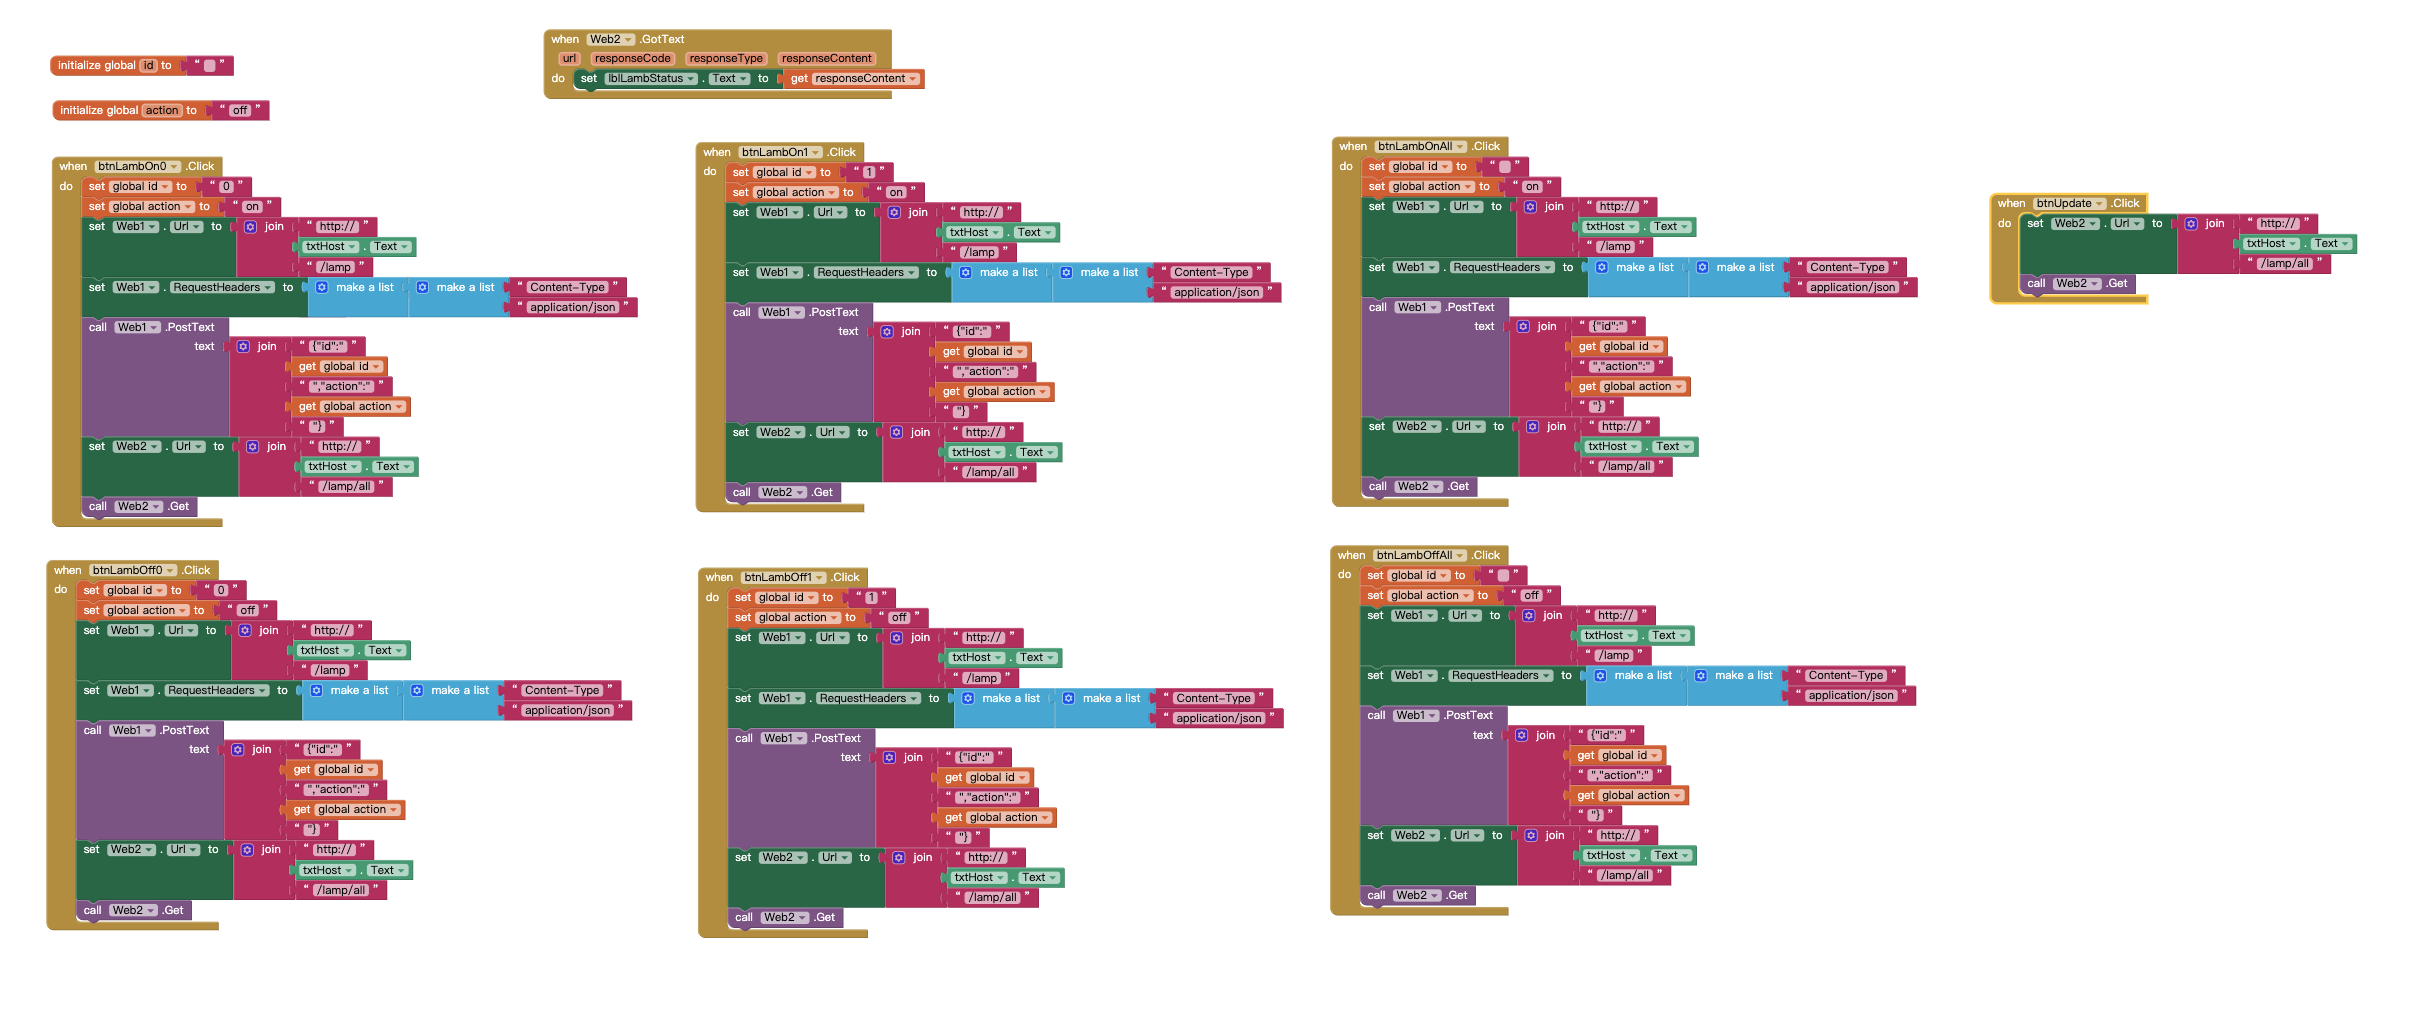 initialize global id to “ ”
initialize global action to “ off ”
when Web2 .GotText
url responseCode responseType responseContent
do set lblLambStatus . Text to get responseContent
when btnLambOn0 .Click
do set global id to “ 0 ”
set global action to “ on ”
set Web1 . Url to join “ http:// ”
txtHost . Text
“ /lamp ”
set Web1 . RequestHeaders to make a list make a list “ Content-Type ”
“ application/json ”
call Web1 .PostText
text join “ {"id":" ”
get global id
“ ","action":" ”
get global action
“ "} ”
set Web2 . Url to join “ http:// ”
txtHost . Text
“ /lamp/all ”
call Web2 .Get
when btnLambOn1 .Click
do set global id to “ 1 ”
set global action to “ on ”
set Web1 . Url to join “ http:// ”
txtHost . Text
“ /lamp ”
set Web1 . RequestHeaders to make a list make a list “ Content-Type ”
“ application/json ”
call Web1 .PostText
text join “ {"id":" ”
get global id
“ ","action":" ”
get global action
“ "} ”
set Web2 . Url to join “ http:// ”
txtHost . Text
“ /lamp/all ”
call Web2 .Get
when btnLambOnAll .Click
do set global id to “ ”
set global action to “ on ”
set Web1 . Url to join “ http:// ”
txtHost . Text
“ /lamp ”
set Web1 . RequestHeaders to make a list make a list “ Content-Type ”
“ application/json ”
call Web1 .PostText
text join “ {"id":" ”
get global id
“ ","action":" ”
get global action
“ "} ”
set Web2 . Url to join “ http:// ”
txtHost . Text
“ /lamp/all ”
call Web2 .Get
when btnUpdate .Click
do set Web2 . Url to join “ http:// ”
txtHost . Text
“ /lamp/all ”
call Web2 .Get
when btnLambOff0 .Click
do set global id to “ 0 ”
set global action to “ off ”
set Web1 . Url to join “ http:// ”
txtHost . Text
“ /lamp ”
set Web1 . RequestHeaders to make a list make a list “ Content-Type ”
“ application/json ”
call Web1 .PostText
text join “ {"id":" ”
get global id
“ ","action":" ”
get global action
“ "} ”
set Web2 . Url to join “ http:// ”
txtHost . Text
“ /lamp/all ”
call Web2 .Get
when btnLambOff1 .Click
do set global id to “ 1 ”
set global action to “ off ”
set Web1 . Url to join “ http:// ”
txtHost . Text
“ /lamp ”
set Web1 . RequestHeaders to make a list make a list “ Content-Type ”
“ application/json ”
call Web1 .PostText
text join “ {"id":" ”
get global id
“ ","action":" ”
get global action
“ "} ”
set Web2 . Url to join “ http:// ”
txtHost . Text
“ /lamp/all ”
call Web2 .Get
when btnLambOffAll .Click
do set global id to “ ”
set global action to “ off ”
set Web1 . Url to join “ http:// ”
txtHost . Text
“ /lamp ”
set Web1 . RequestHeaders to make a list make a list “ Content-Type ”
“ application/json ”
call Web1 .PostText
text join “ {"id":" ”
get global id
“ ","action":" ”
get global action
“ "} ”
set Web2 . Url to join “ http:// ”
txtHost . Text
“ /lamp/all ”
call Web2 .Get